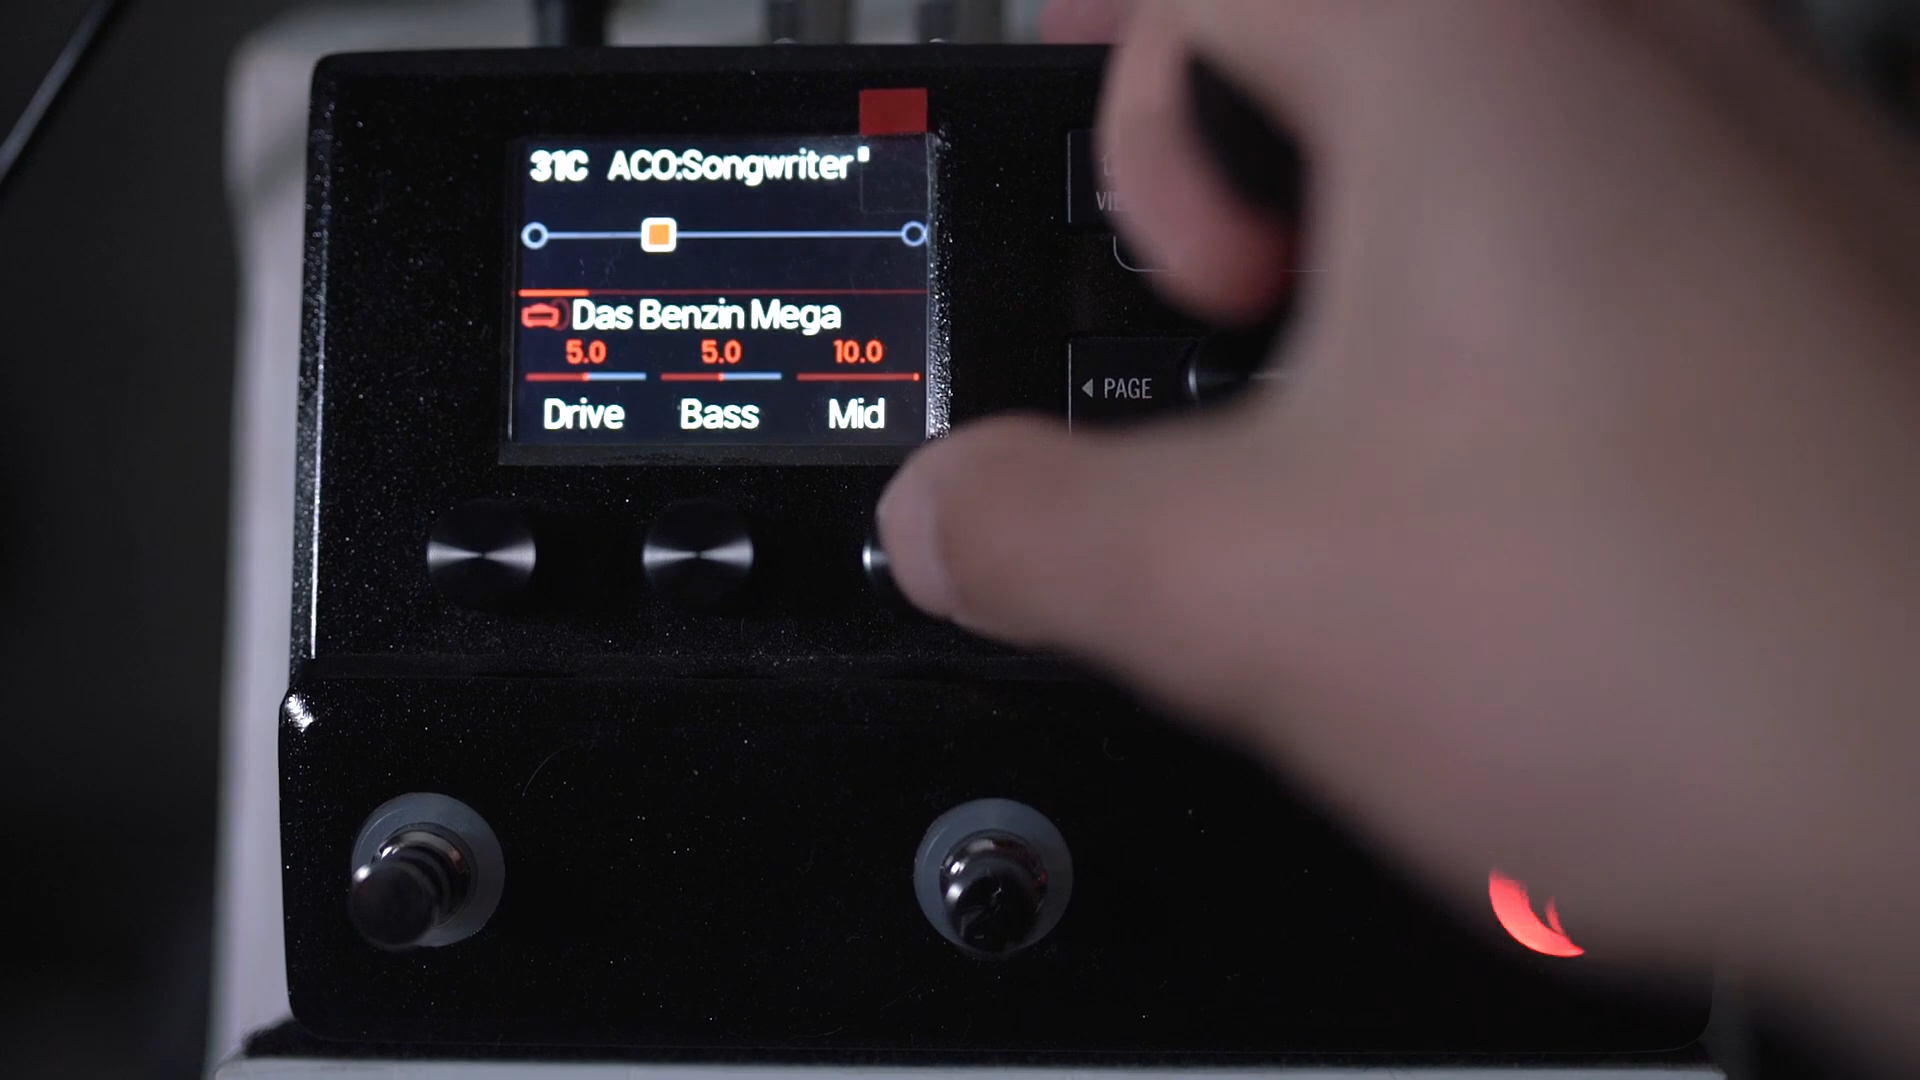 31C ACO:Songwriter
Das Benzin Mega
5.0 5.0 10.0
Drive Bass Mid
PAGE